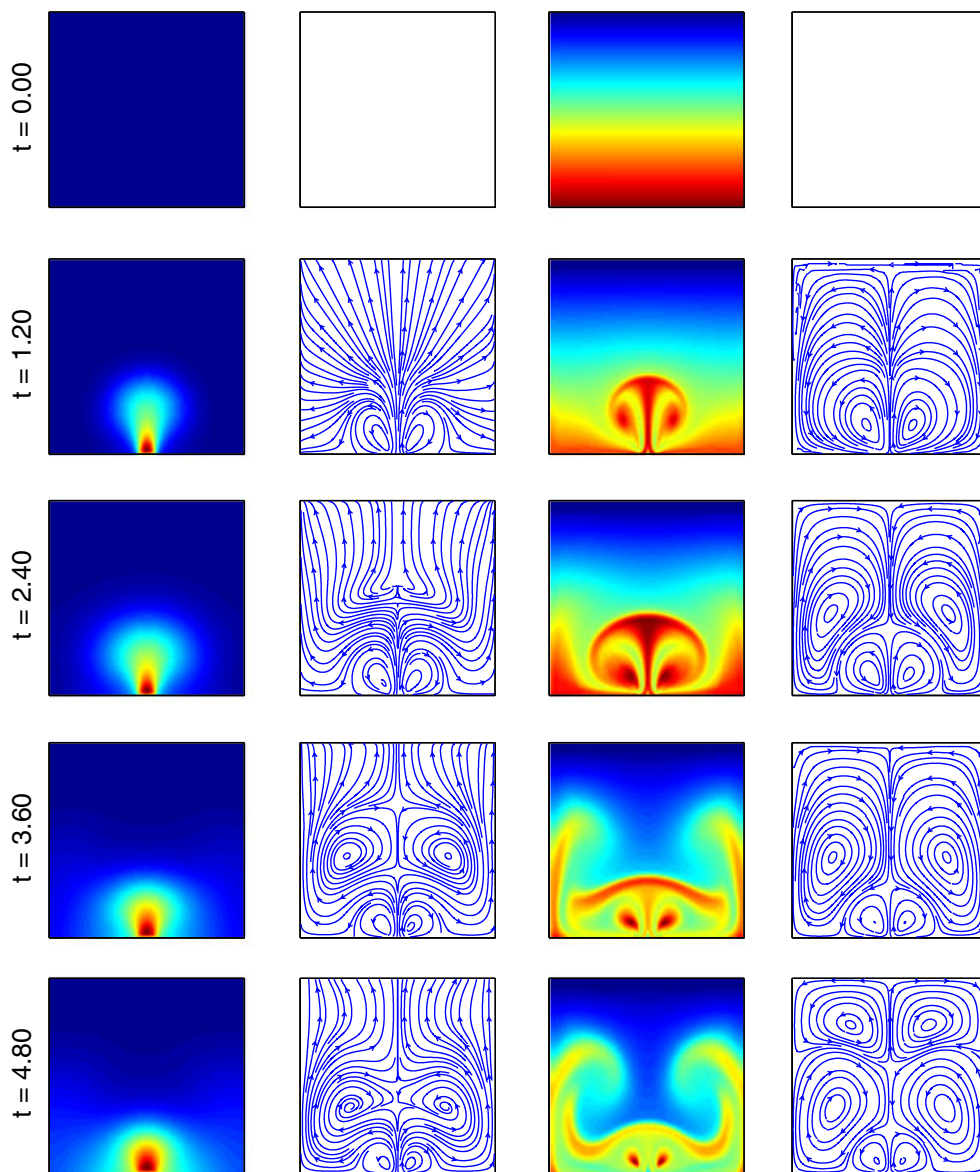 t = 0.00
t = 1.20
t = 2.40
t = 3.60
t = 4.80